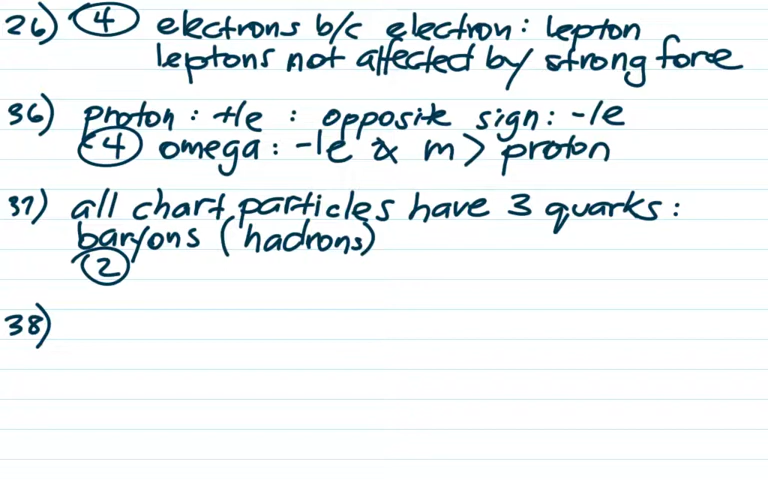 26) 4 electrons b/c electron: lepton
leptons not affected by strong force
36) proton: +1e : opposite sign: -1e
4 omega: -1e & m > proton
37) all chart particles have 3 quarks:
baryons (hadrons)
2
38)